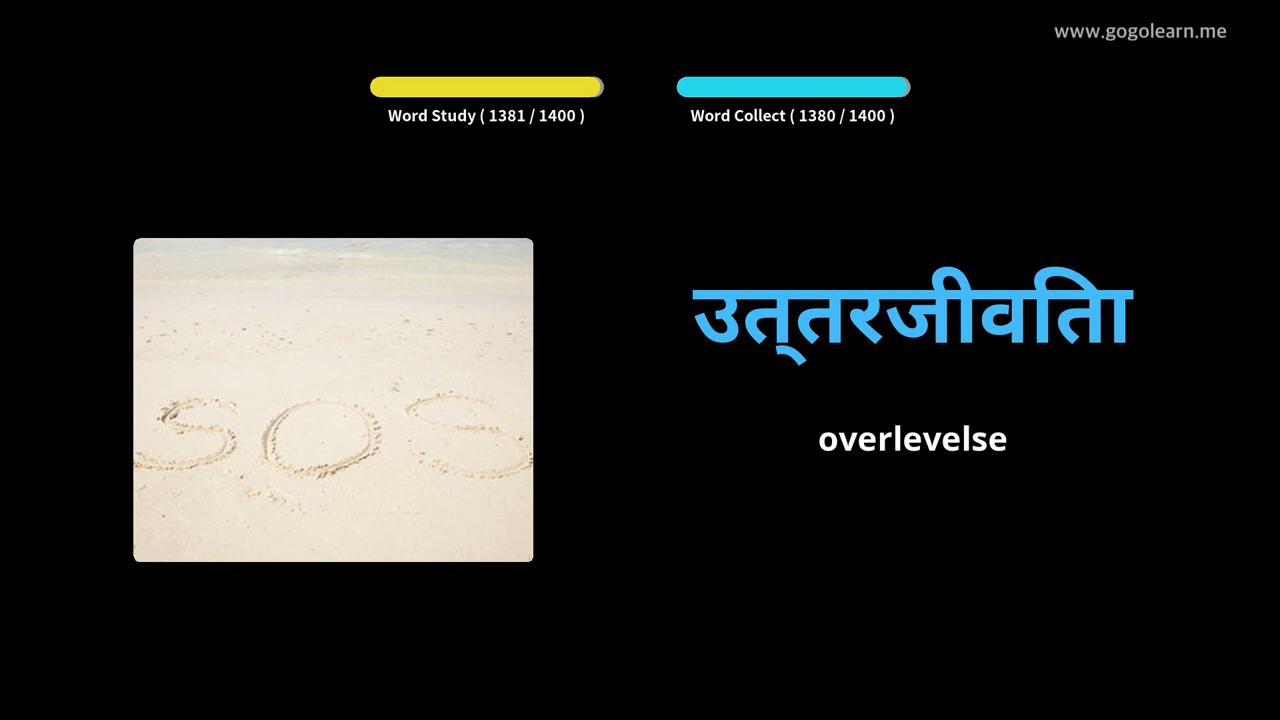 www.gogolearn.me
Word Study ( 1381 / 1400 )
Word Collect ( 1380 / 1400 )
SOS
उत्तरजीविता
overlevelse